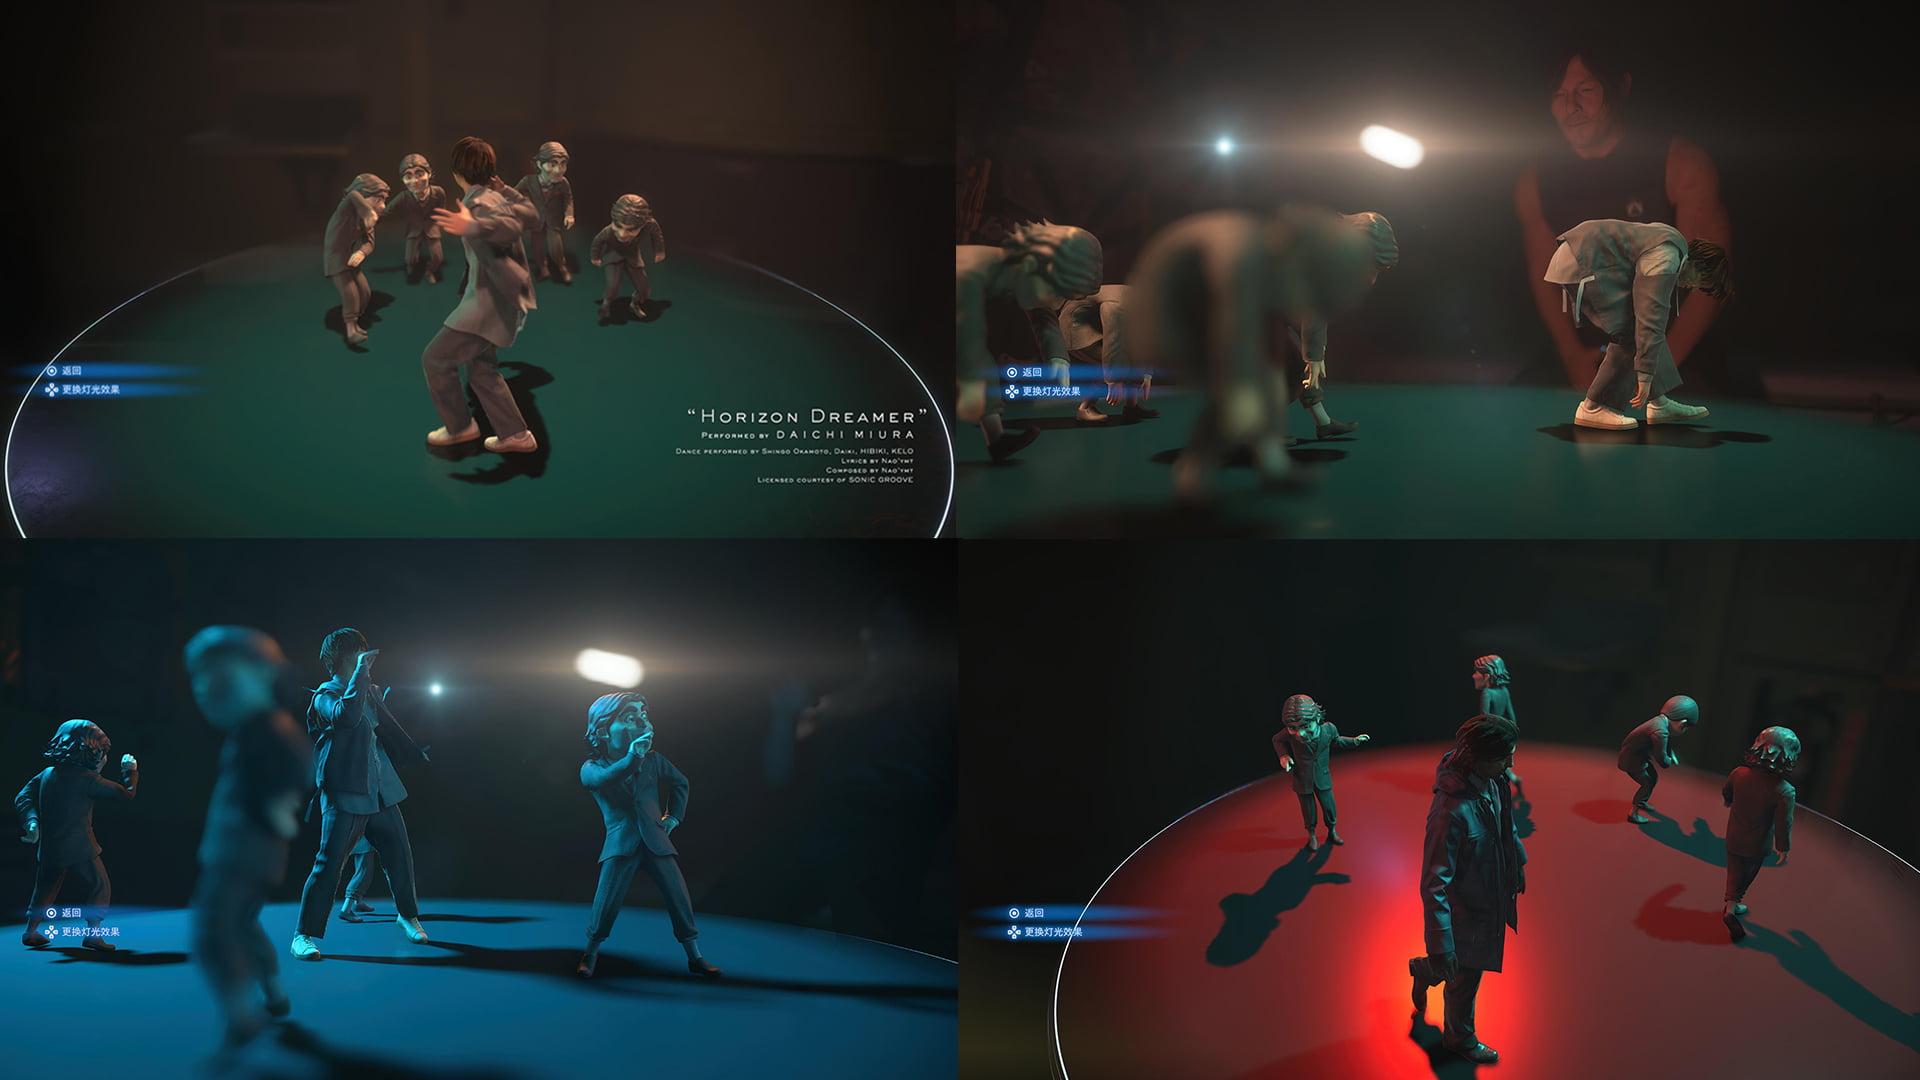 返回
更换灯光效果
“HORIZON DREAMER”
PERFORMED BY DAICHI MIURA
DANCE PERFORMED BY SHINGO OKAMOTO, DAIKI, HIBIKI, KELO
LYRICS BY NAO'YMT
COMPOSED BY NAO'YMT
LICENSED COURTESY OF SONIC GROOVE
返回
更换灯光效果
返回
更换灯光效果
返回
更换灯光效果